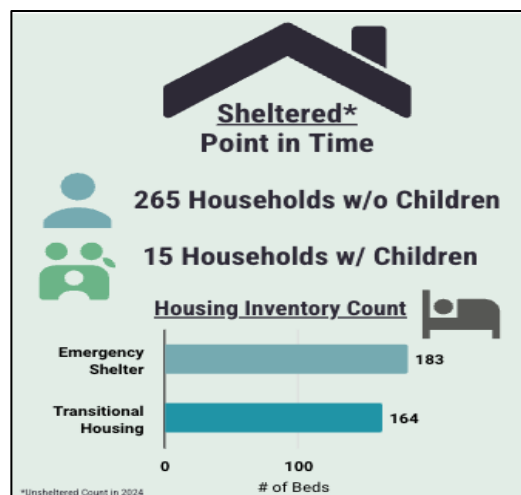 Sheltered*
Point in Time
265 Households w/o Children
15 Households w/ Children
Housing Inventory Count
Emergency
Shelter
183
Transitional
Housing
164
0
100
# of Beds
*Unsheltered Count in 2024